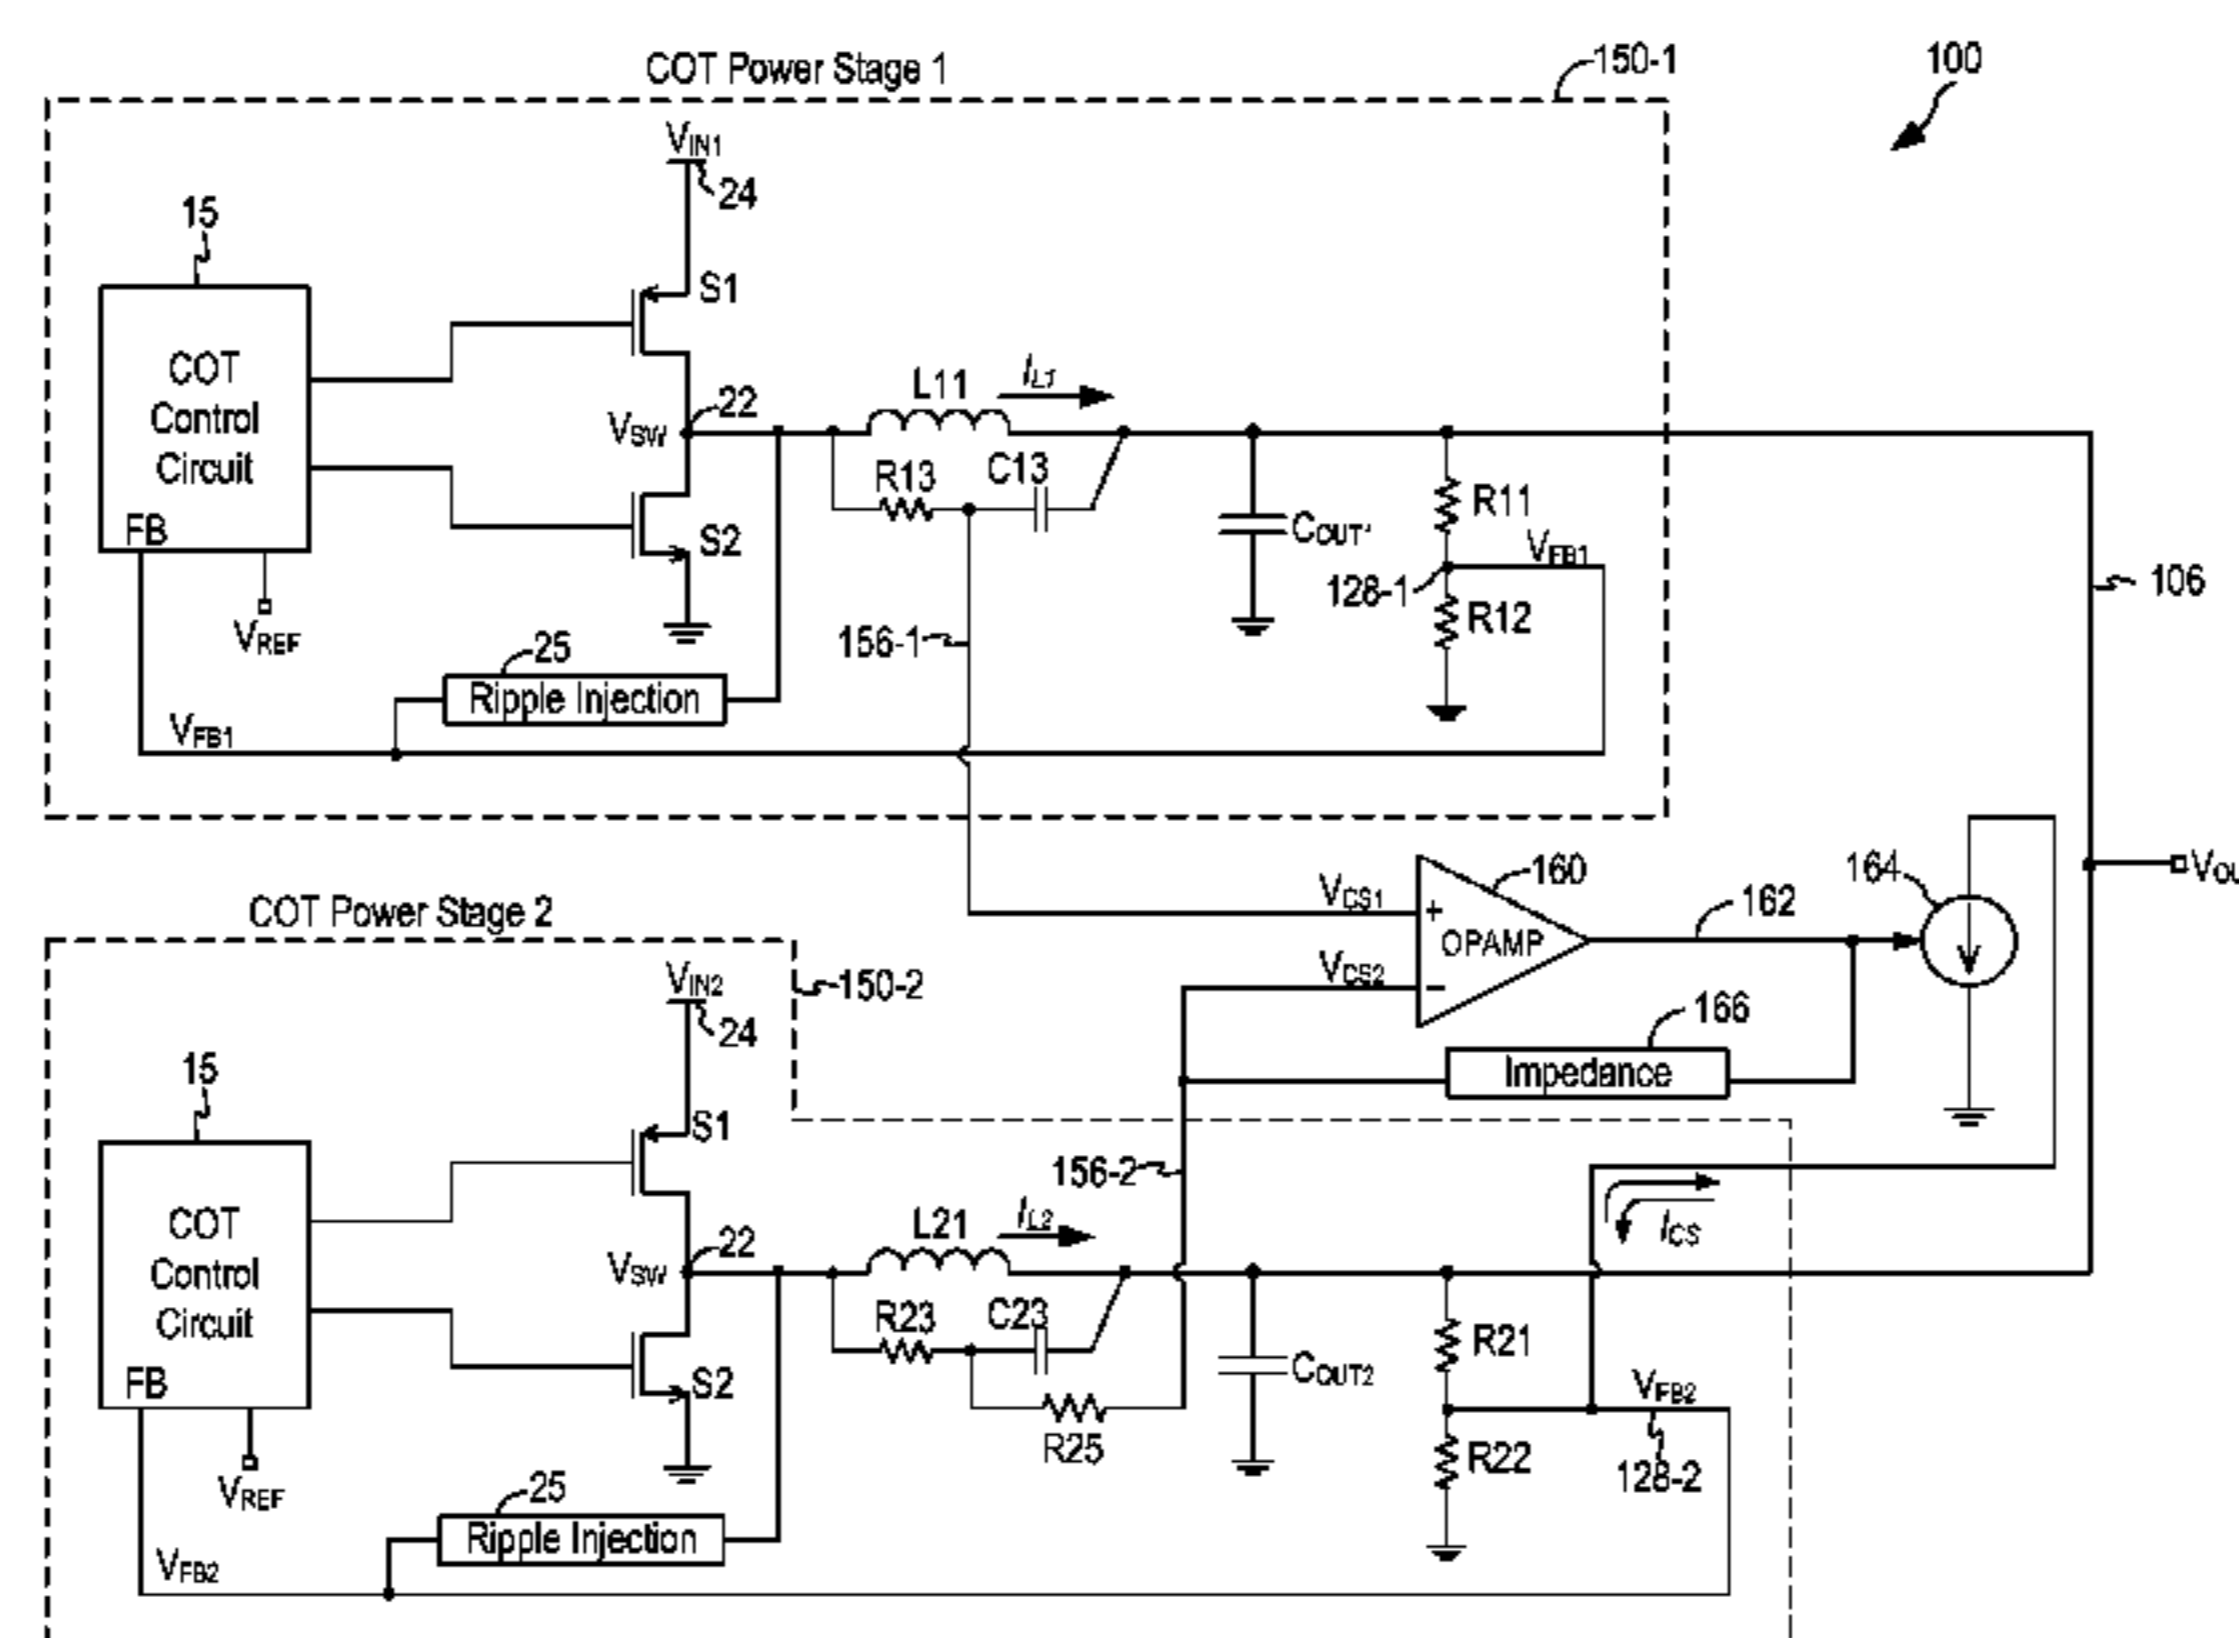 COT Power Stage 1
150-1
100
VIN1
24
15
S1
COT
Control
Circuit
FB
VREF
VSW
22
L11
IL1
R13
C13
S2
COUT1
R11
VFB1
128-1
R12
106
156-1
25
Ripple Injection
VFB1
VCS1
+
OPAMP
160
162
164
VCS2
−
166
Impedance
COT Power Stage 2
150-2
VIN2
24
15
S1
COT
Control
Circuit
FB
VREF
VSW
22
L21
IL2
156-2
ICS
R23
C23
R25
S2
COUT2
R21
VFB2
R22
128-2
25
Ripple Injection
VFB2